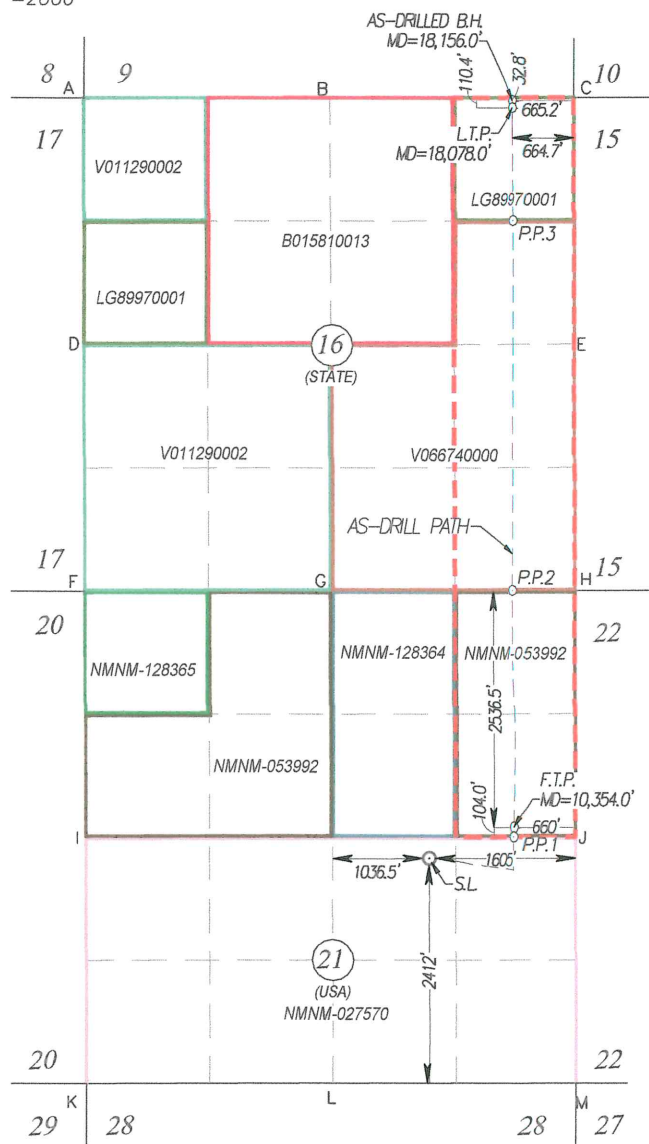 =2000'
AS-DRILLED B.H.
MD=18,156.0'
8
A
9
B
110.4'
32.8'
C
10
17
665.2'
L.T.P.
MD=18,078.0'
664.7'
15
V011290002
LG89970001
B015810013
P.P.3
LG89970001
D
16
(STATE)
E
V011290002
V066740000
AS-DRILL PATH
17
F
G
P.P.2
H
15
20
22
NMNM-128365
NMNM-128364
NMNM-053992
2536.5'
NMNM-053992
104.0'
F.T.P.
MD=10,354.0'
660'
I
P.P.1
J
1036.5'
1605'
S.L.
2412'
21
(USA)
NMNM-027570
20
22
K
L
M
29
28
28
27